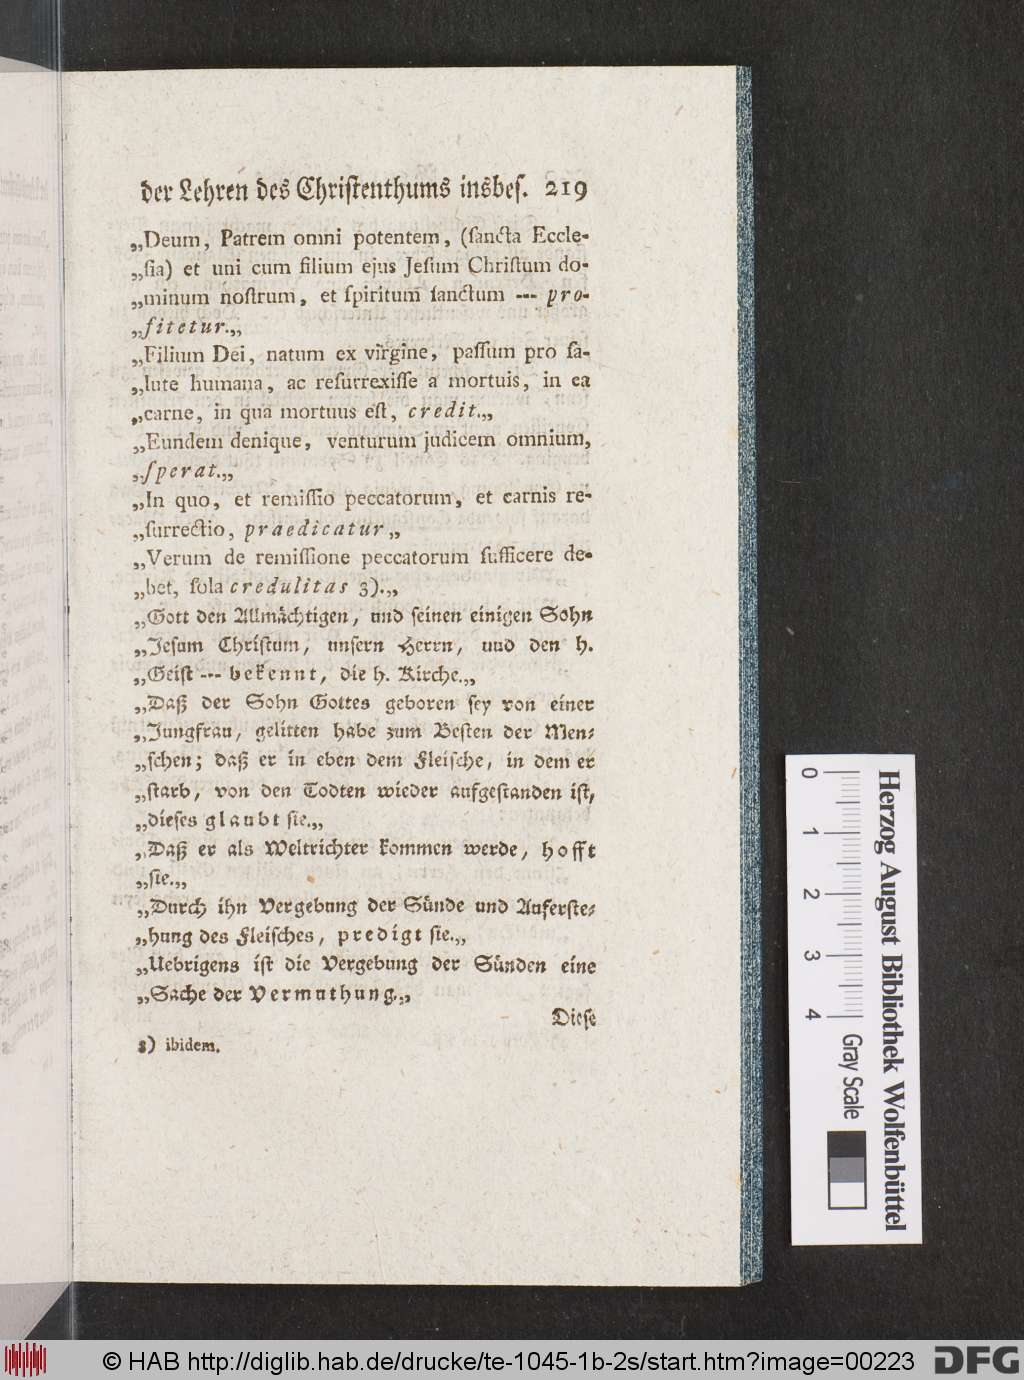 der Lehren des Christenthums insbes. 219
„Deum, Patrem omni potentem, (sancta Eccle-
„sia) et uni cum filium ejus Jesum Christum do-
„minum nostrum, et spiritum sanctum --- pro-
„fitetur.„
„Filium Dei, natum ex virgine, passum pro sa-
„lute humana, ac resurrexisse a mortuis, in ea
„carne, in qua mortuus est, credit.„
„Eundem denique, venturum judicem omnium,
„sperat.„
„In quo, et remissio peccatorum, et carnis re-
„surrectio, praedicatur„
„Verum de remissione peccatorum sufficere de-
„bet, sola credulitas 3).„
„Gott den Allmächtigen, und seinen einigen Sohn
„Jesum Christum, unsern Herrn, und den h.
„Geist --- bekennt, die h. Kirche.„
„Daß der Sohn Gottes geboren sey von einer
„Jungfrau, gelitten habe zum Besten der Men-
„schen; daß er in eben dem Fleische, in dem er
„starb, von den Todten wieder aufgestanden ist,
„dieses glaubt sie.„
„Daß er als Weltrichter kommen werde, hofft
„sie.„
„Durch ihn Vergebung der Sünde und Auferste-
„hung des Fleisches, predigt sie.„
„Uebrigens ist die Vergebung der Sünden eine
„Sache der Vermuthung.„
Diese
3) ibidem.
0 1 2 3 4 Gray Scale
Herzog August Bibliothek Wolfenbüttel
© HAB http://diglib.hab.de/drucke/te-1045-1b-2s/start.htm?image=00223
DFG